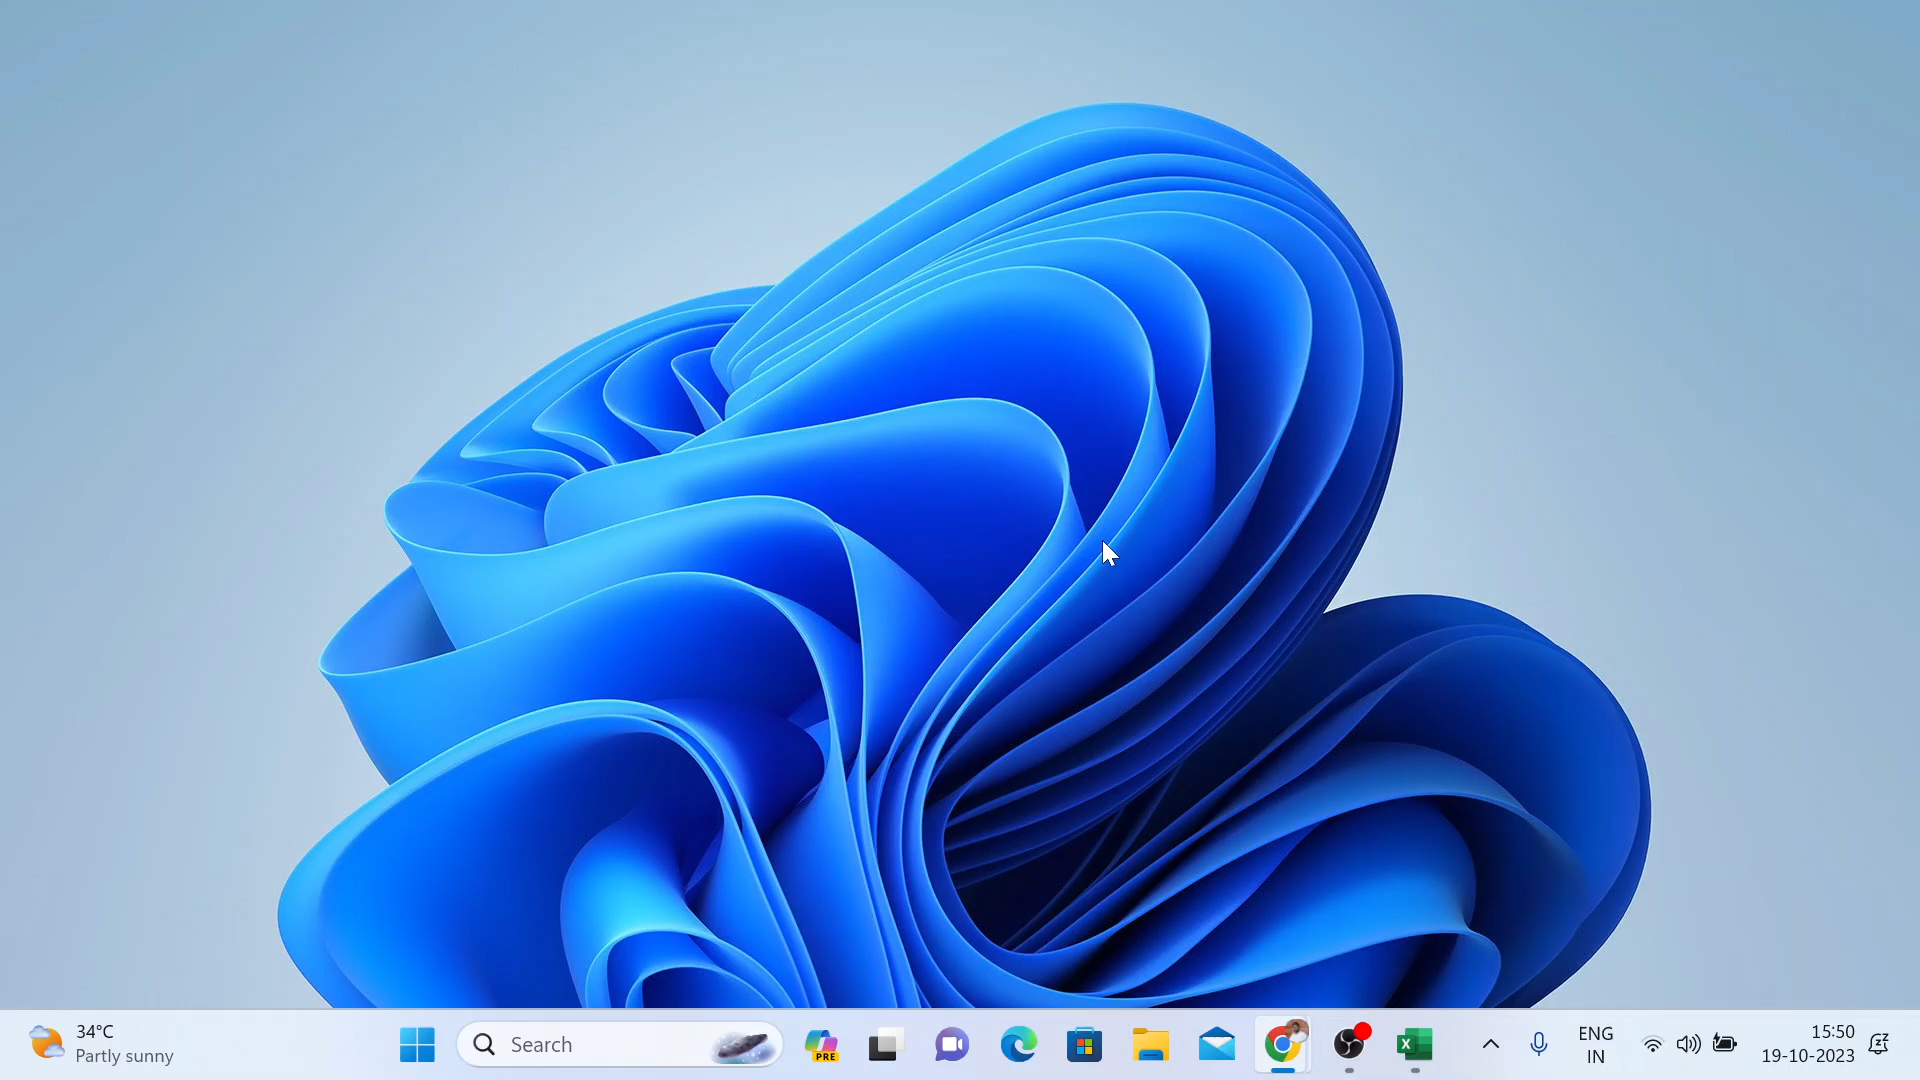 34°C
Partly sunny
Search
PRE
X
ENG
IN
15:50
19-10-2023